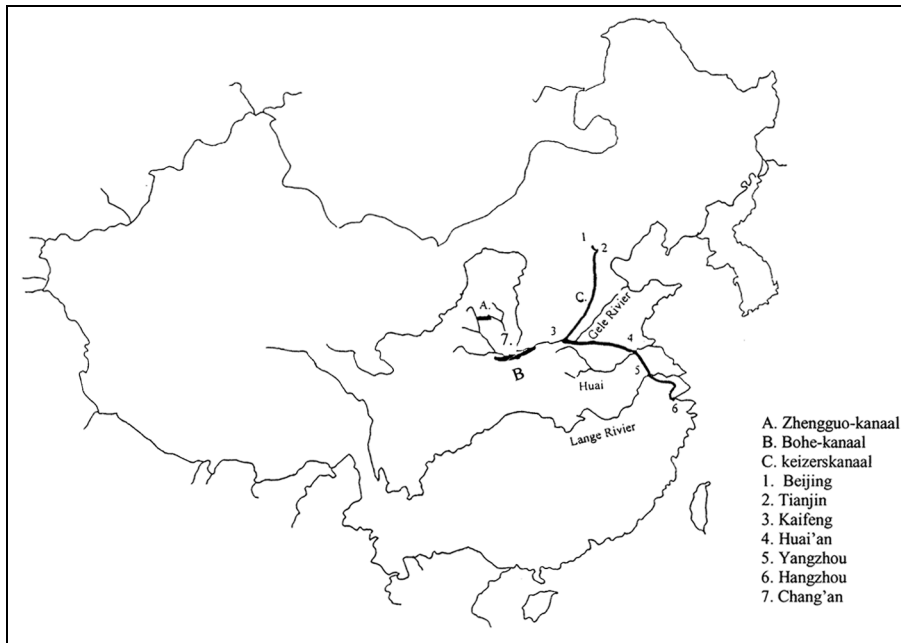 1
2
C.
Gele Rivier
A.
7.
3
4
B
5
Huai
6
Lange Rivier
A. Zhengguo-kanaal
B. Bohe-kanaal
C. keizerskanaal
1. Beijing
2. Tianjin
3. Kaifeng
4. Huai'an
5. Yangzhou
6. Hangzhou
7. Chang'an